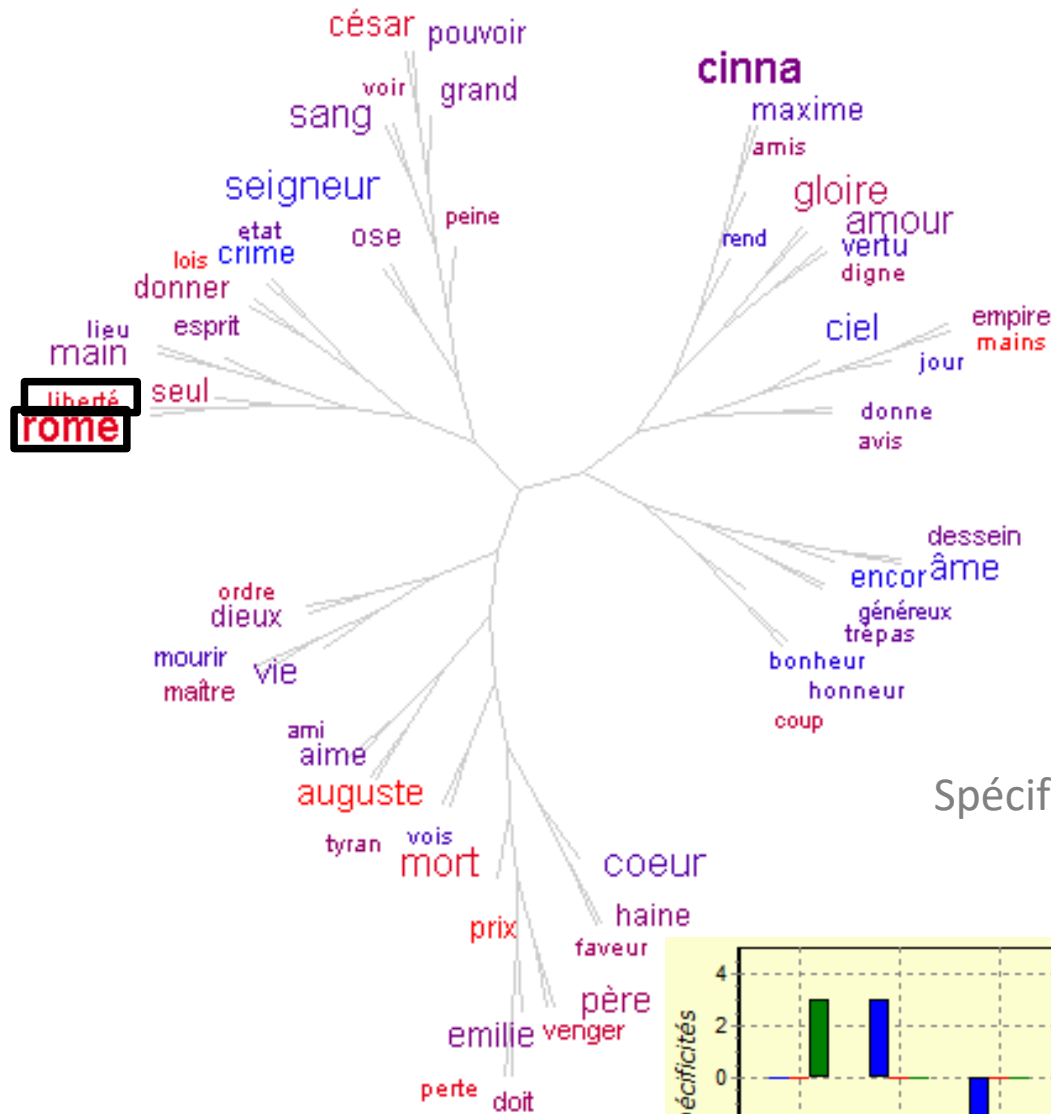 césar
pouvoir
cinna
voir
grand
sang
maxime
amis
seigneur
gloire
peine
amour
etat
ose
rend
vertu
lois
crime
digne
donner
empire
lieu
esprit
ciel
mains
main
jour
liberté
seul
donne
rome
avis
dessein
encor
âme
ordre
dieux
généreux
trépas
mourir
vie
bonheur
maître
honneur
coup
ami
aime
auguste
Spécif
tyran
vois
mort
coeur
prix
haine
faveur
père
emilie
venger
perte
doit
4
2
0
pécificités